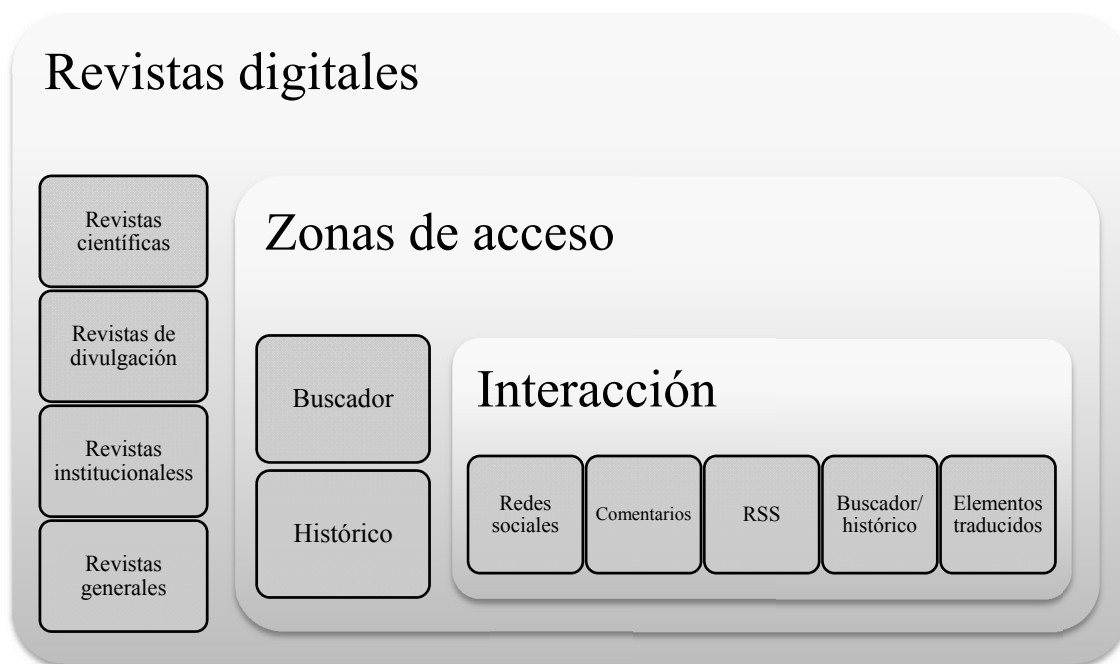 Revistas digitales
Revistas
científicas
Revistas de
divulgación
Revistas
institucionaless
Revistas
generales
Zonas de acceso
Buscador
Histórico
Interacción
Redes
sociales
Comentarios
RSS
Buscador/
histórico
Elementos
traducidos